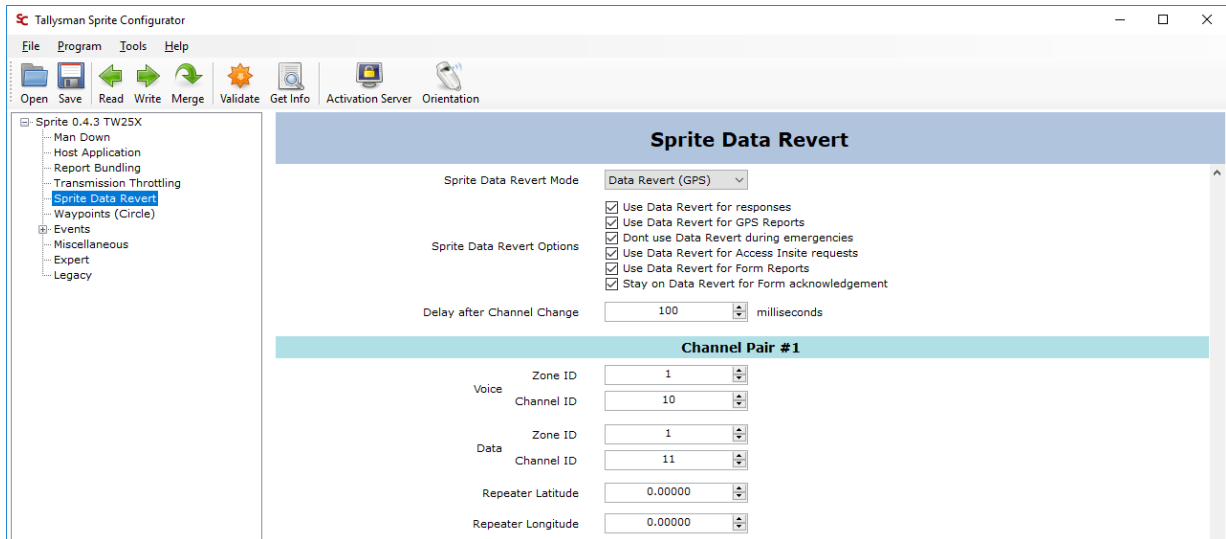 SC Tallysman Sprite Configurator
File Program Tools Help
Open Save Read Write Merge Validate Get Info Activation Server Orientation
Sprite 0.4.3 TW25X
Man Down
Host Application
Report Bundling
Transmission Throttling
Sprite Data Revert
Waypoints (Circle)
Events
Miscellaneous
Expert
Legacy
Sprite Data Revert
Sprite Data Revert Mode Data Revert (GPS)
Sprite Data Revert Options
Use Data Revert for responses
Use Data Revert for GPS Reports
Dont use Data Revert during emergencies
Use Data Revert for Access Insite requests
Use Data Revert for Form Reports
Stay on Data Revert for Form acknowledgement
Delay after Channel Change 100 milliseconds
Channel Pair #1
Voice
Zone ID 1
Channel ID 10
Data
Zone ID 1
Channel ID 11
Repeater Latitude 0.00000
Repeater Longitude 0.00000